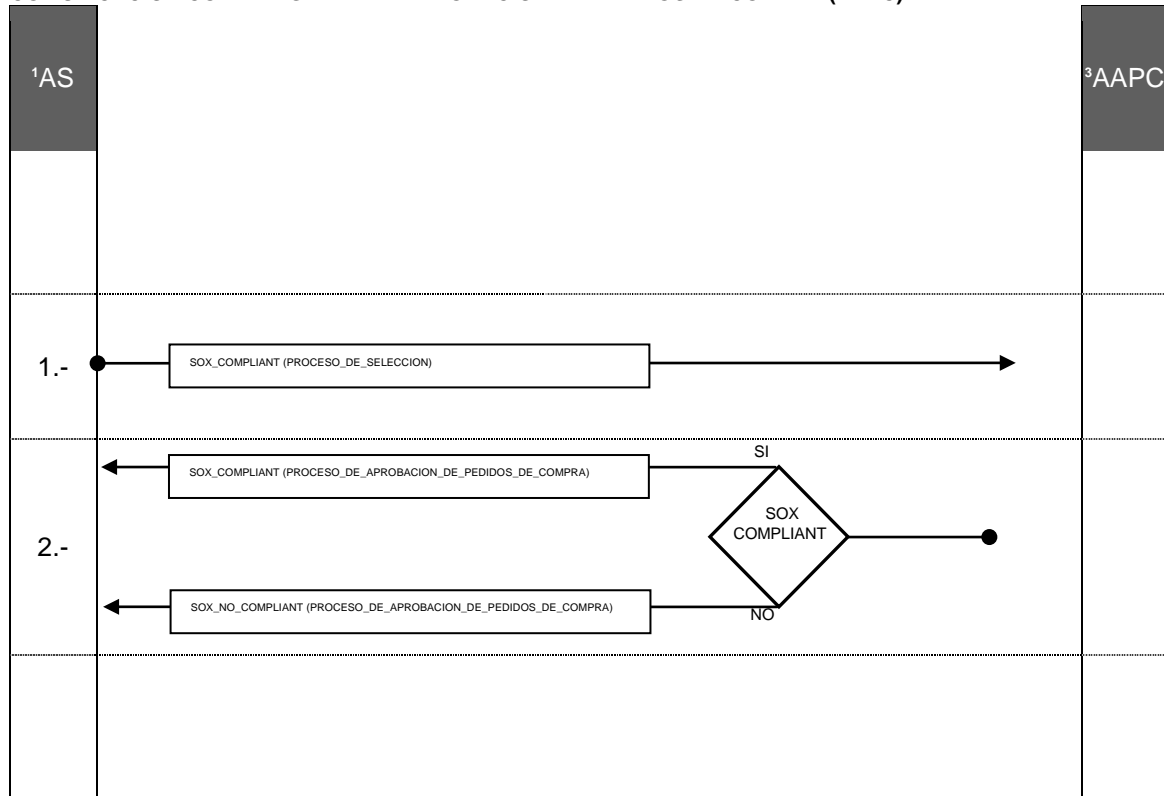 ¹AS
³AAPC
1.-
SOX_COMPLIANT (PROCESO_DE_SELECCION)
SI
SOX_COMPLIANT (PROCESO_DE_APROBACION_DE_PEDIDOS_DE_COMPRA)
SOX
COMPLIANT
2.-
SOX_NO_COMPLIANT (PROCESO_DE_APROBACION_DE_PEDIDOS_DE_COMPRA)
NO